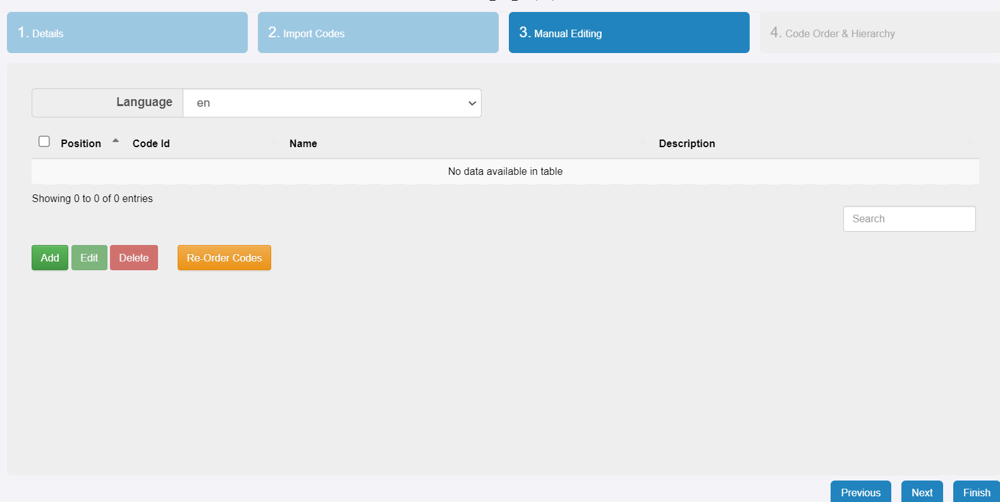 1. Details
2. Import Codes
3. Manual Editing
4. Code Order & Hierarchy
Language en
Position Code Id Name Description
No data available in table
Showing 0 to 0 of 0 entries
Search
Add Edit Delete Re-Order Codes
Previous Next Finish